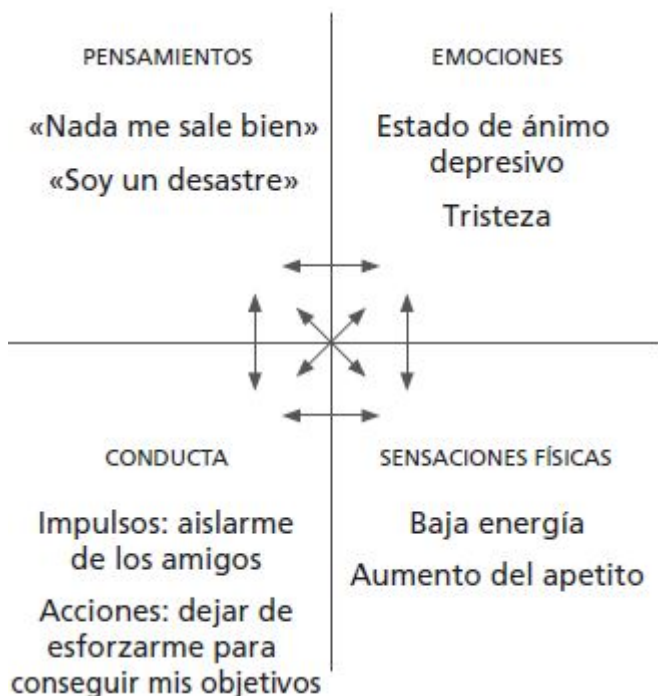 PENSAMIENTOS
«Nada me sale bien»
«Soy un desastre»
EMOCIONES
Estado de ánimo
depresivo
Tristeza
CONDUCTA
Impulsos: aislarme
de los amigos
Acciones: dejar de
esforzarme para
conseguir mis objetivos
SENSACIONES FÍSICAS
Baja energía
Aumento del apetito